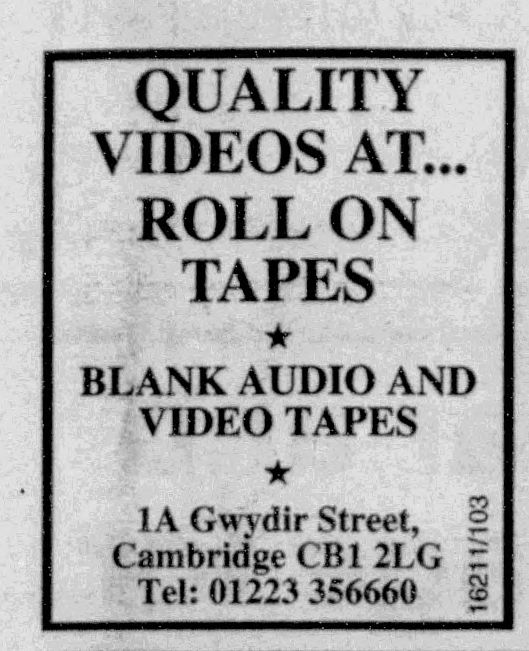 QUALITY
VIDEOS AT...
ROLL ON
TAPES
★
BLANK AUDIO AND
VIDEO TAPES
★
1A Gwydir Street,
Cambridge CB1 2LG
Tel: 01223 356660
16211/103